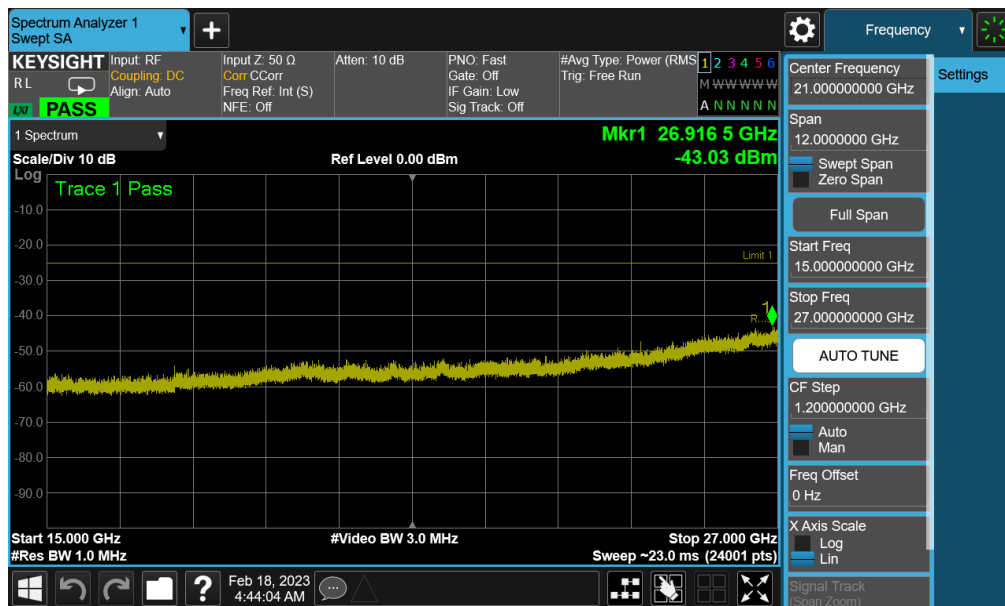 Spectrum Analyzer 1
Swept SA
Frequency
KEYSIGHT
RL
LXI PASS
Input: RF
Coupling: DC
Align: Auto
Input Z: 50 Ω
Corr CCorr
Freq Ref: Int (S)
NFE: Off
Atten: 10 dB
PNO: Fast
Gate: Off
IF Gain: Low
Sig Track: Off
#Avg Type: Power (RMS
Trig: Free Run
1 2 3 4 5 6
M W W W W W
A N N N N N
1 Spectrum
Scale/Div 10 dB
Ref Level 0.00 dBm
Mkr1 26.916 5 GHz
-43.03 dBm
Log
Trace 1 Pass
-10.0
-20.0
-30.0
-40.0
-50.0
-60.0
-70.0
-80.0
-90.0
Limit 1
1
R....
Start 15.000 GHz
#Res BW 1.0 MHz
#Video BW 3.0 MHz
Stop 27.000 GHz
Sweep ~23.0 ms (24001 pts)
?
Feb 18, 2023
4:44:04 AM
Center Frequency
21.000000000 GHz
Settings
Span
12.0000000 GHz
Swept Span
Zero Span
Full Span
Start Freq
15.000000000 GHz
Stop Freq
27.000000000 GHz
AUTO TUNE
CF Step
1.200000000 GHz
Auto
Man
Freq Offset
0 Hz
X Axis Scale
Log
Lin
Signal Track
(Span Zoom)